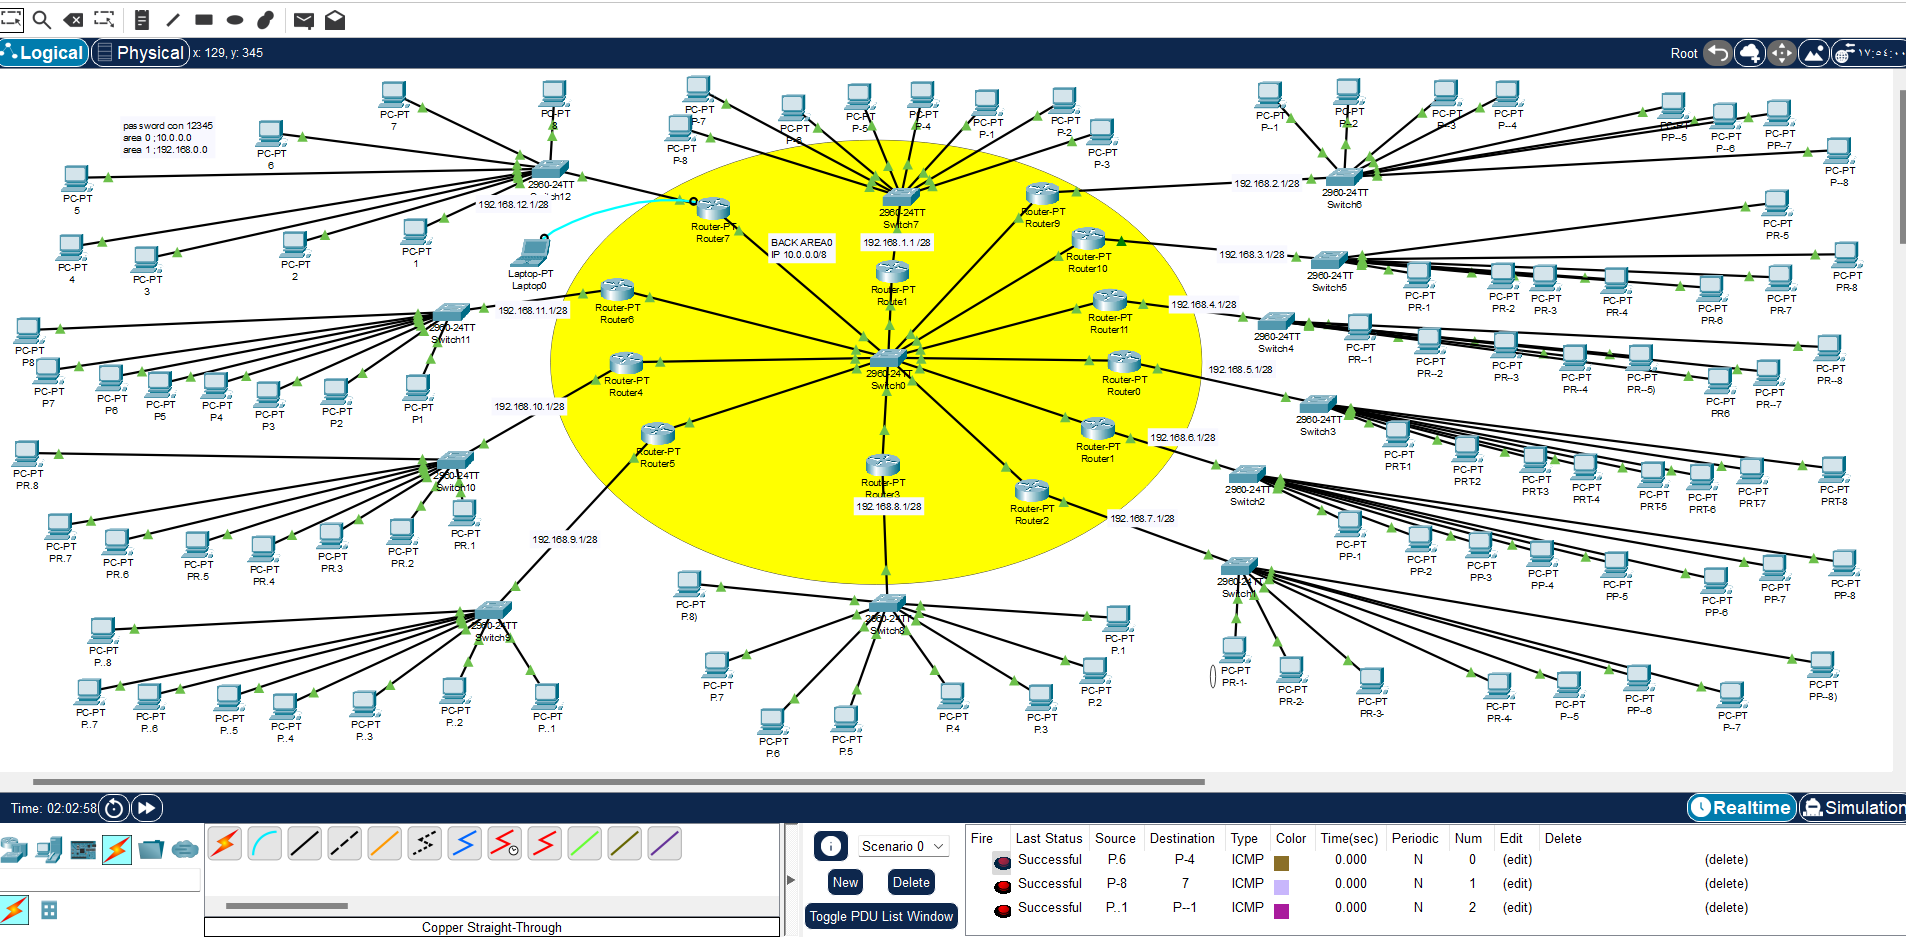 Logical
Physical
x: 129, y: 345
Root
password con 12345
area 0 ;10.0.0.0
area 1 ;192.168.0.0
PC-PT
7
PC-PT
8
PC-PT
6
PC-PT
5
PC-PT
4
PC-PT
3
PC-PT
2
PC-PT
1
2960-24TT
192.168.12.1/28
Laptop-PT
Laptop0
Router-PT
Router7
BACK AREA0
IP 10.0.0.0/8
PC-PT
P-7
PC-PT
P-8
PC-PT
PC-PT
P-5
PC-PT
P-4
PC-PT
P-1
PC-PT
P-2
PC-PT
P-3
2960-24TT
Switch7
192.168.1.1 /28
Router-PT
Route1
Router-PT
Router9
Router-PT
Router10
192.168.2.1/28
PC-PT
P--1
PC-PT
P--2
PC-PT
P--3
PC-PT
P--4
PC-PT
PP--5
PC-PT
P--6
PC-PT
PP--7
PC-PT
P--8
2960-24TT
Switch6
192.168.3.1/28
2960-24TT
Switch5
PC-PT
PR-5
PC-PT
PR-8
PC-PT
PR-1
PC-PT
PR-2
PC-PT
PR-3
PC-PT
PR-4
PC-PT
PR-6
PC-PT
PR-7
Router-PT
Router6
192.168.11.1/28
2960-24TT
Switch11
PC-PT
P8
PC-PT
P7
PC-PT
P6
PC-PT
P5
PC-PT
P4
PC-PT
P3
PC-PT
P2
PC-PT
P1
Router-PT
Router11
192.168.4.1/28
2960-24TT
Switch4
PC-PT
PR--1
PC-PT
PR--2
PC-PT
PR--3
PC-PT
PR--4
PC-PT
PR--5)
PC-PT
PR6
PC-PT
PR--7
PC-PT
PR--8
Router-PT
Router4
2960-24TT
Switch0
Router-PT
Router0
192.168.5.1/28
2960-24TT
Switch3
PC-PT
PRT-1
PC-PT
PRT-2
PC-PT
PRT-3
PC-PT
PRT-4
PC-PT
PRT-5
PC-PT
PRT-6
PC-PT
PRT-7
PC-PT
PRT-8
192.168.10.1/28
Router-PT
Router5
2960-24TT
Switch10
PC-PT
PR.8
PC-PT
PR.7
PC-PT
PR.6
PC-PT
PR.5
PC-PT
PR.4
PC-PT
PR.3
PC-PT
PR.2
PC-PT
PR.1
Router-PT
Router1
192.168.6.1/28
2960-24TT
Switch2
PC-PT
PP-1
PC-PT
PP-2
PC-PT
PP-3
PC-PT
PP-4
PC-PT
PP-5
PC-PT
PP-6
PC-PT
PP-7
PC-PT
PP-8
Router-PT
Router3
192.168.8.1/28
Router-PT
Router2
192.168.7.1/28
2960-24TT
Switch1
PC-PT
PR-1-
PC-PT
PR-2-
PC-PT
PR-3-
PC-PT
PR-4-
PC-PT
P--5
PC-PT
PP--6
PC-PT
P--7
PC-PT
PP--8)
192.168.9.1/28
2960-24TT
Switch9
PC-PT
P..8
PC-PT
P..7
PC-PT
P..6
PC-PT
P..5
PC-PT
P..4
PC-PT
P..3
PC-PT
P..2
PC-PT
P..1
2960-24TT
Switch8
PC-PT
P.8)
PC-PT
P.7
PC-PT
P.6
PC-PT
P.5
PC-PT
P.4
PC-PT
P.3
PC-PT
P.2
PC-PT
P.1
Time: 02:02:58
Realtime
Simulation
Scenario 0
New
Delete
Toggle PDU List Window
Copper Straight-Through
Fire Last Status Source Destination Type Color Time(sec) Periodic Num Edit Delete
Successful P.6 P-4 ICMP 0.000 N 0 (edit) (delete)
Successful P-8 7 ICMP 0.000 N 1 (edit) (delete)
Successful P..1 P--1 ICMP 0.000 N 2 (edit) (delete)